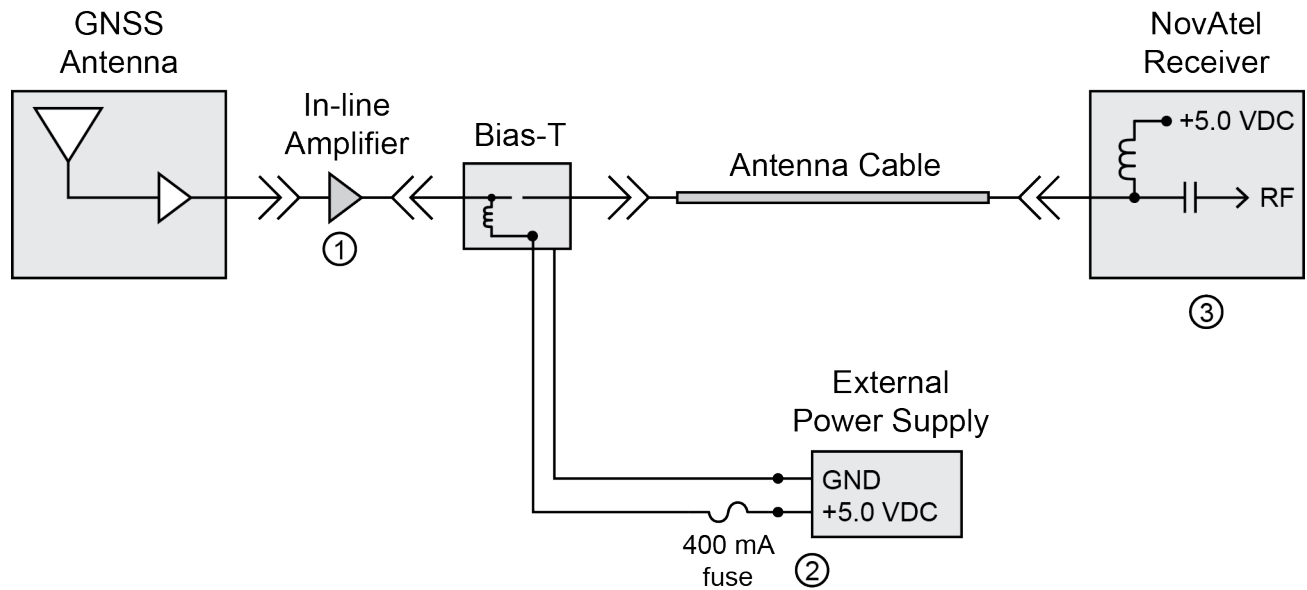 GNSS
Antenna
In-line
Amplifier
Bias-T
Antenna Cable
NovAtel
Receiver
+5.0 VDC
RF
1
3
External
Power Supply
GND
+5.0 VDC
400 mA
fuse
2